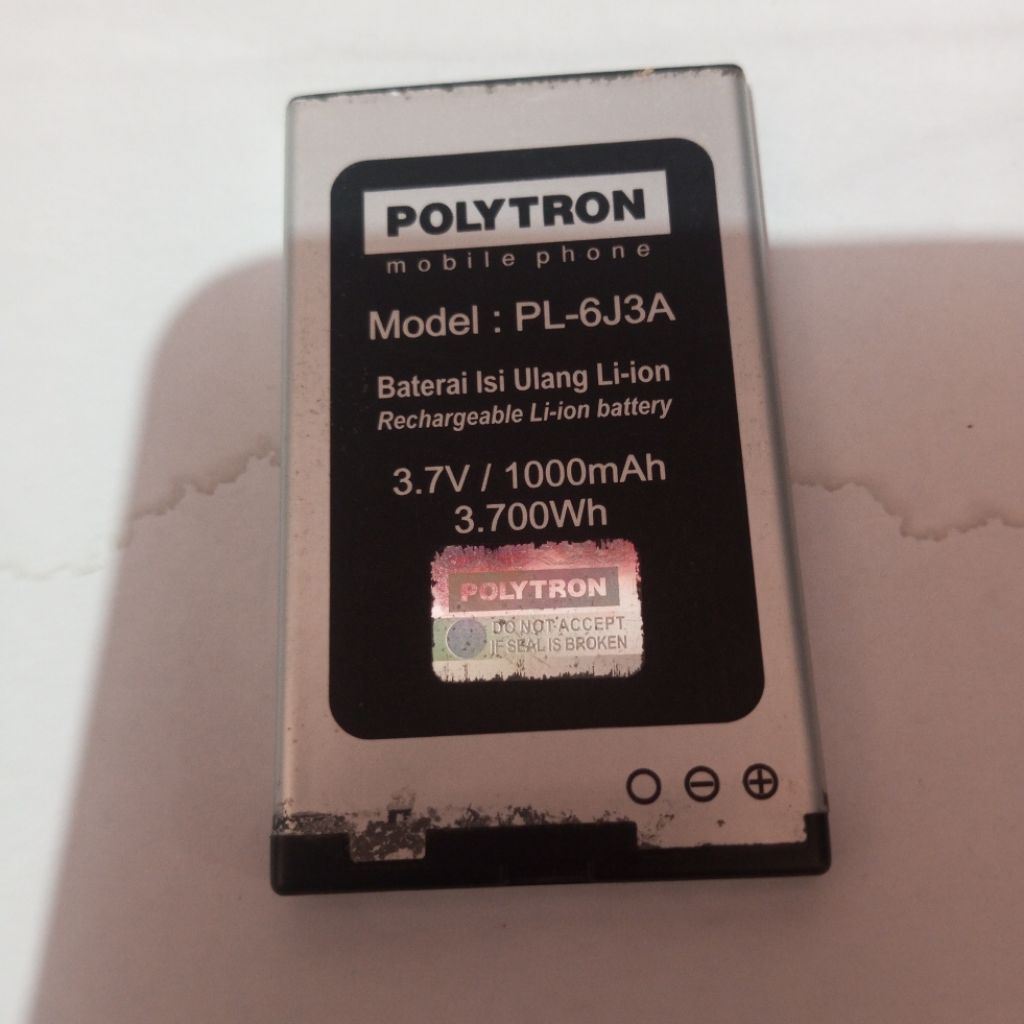 POLYTRON
mobile phone
Model : PL-6J3A
Baterai Isi Ulang Li-ion
Rechargeable Li-ion battery
3.7V / 1000mAh
3.700Wh
POLYTRON
DO NOT ACCEPT
IF SEAL IS BROKEN